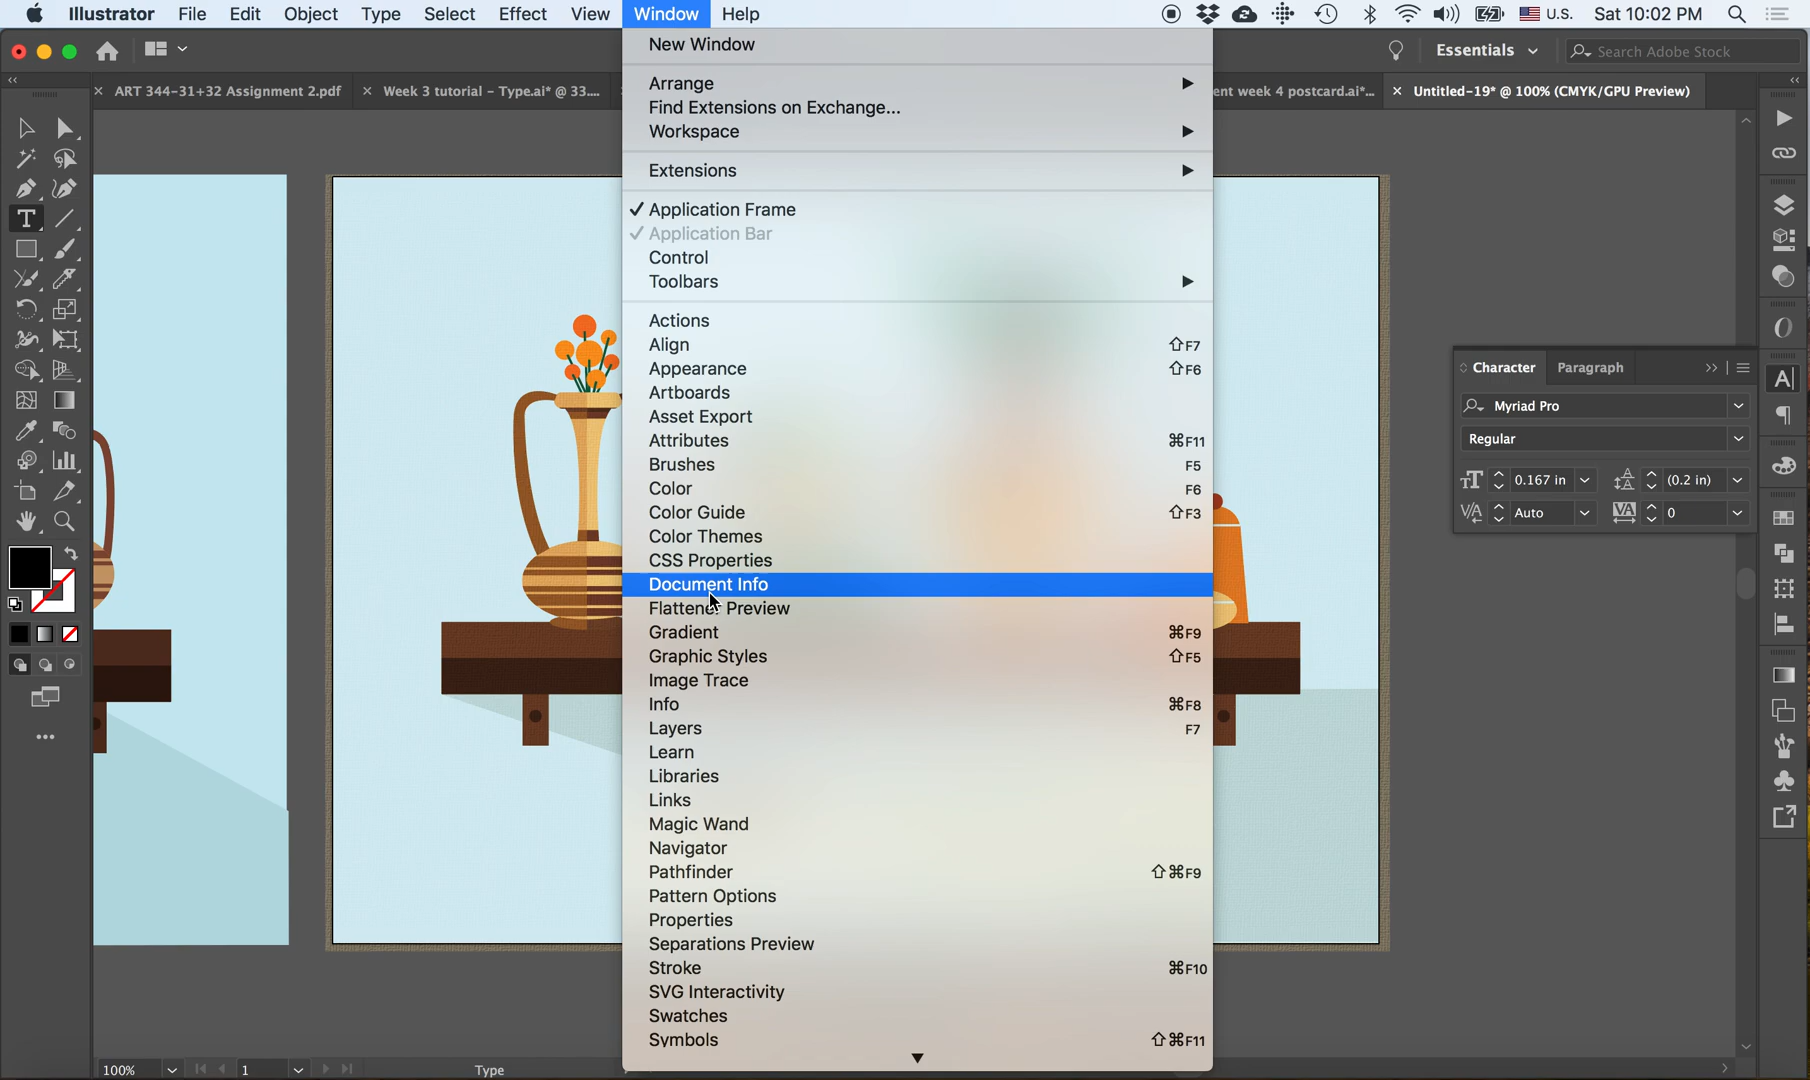 Illustrator File Edit Object Type Select Effect View Window Help U.S. Sat 10:02 PM
Essentials Search Adobe Stock
ART 344-31+32 Assignment 2.pdf Week 3 tutorial - Type.ai* @ 33.... ent week 4 postcard.ai*... Untitled-19* @ 100% (CMYK/GPU Preview)
New Window
Arrange
Find Extensions on Exchange...
Workspace
Extensions
Application Frame
Application Bar
Control
Toolbars
Actions
Align ⇧F7
Appearance ⇧F6
Artboards
Asset Export
Attributes ⌘F11
Brushes F5
Color F6
Color Guide ⇧F3
Color Themes
CSS Properties
Document Info
Flattener Preview
Gradient ⌘F9
Graphic Styles ⇧F5
Image Trace
Info ⌘F8
Layers F7
Learn
Libraries
Links
Magic Wand
Navigator
Pathfinder ⇧⌘F9
Pattern Options
Properties
Separations Preview
Stroke ⌘F10
SVG Interactivity
Swatches
Symbols ⇧⌘F11
Character Paragraph
Myriad Pro
Regular
0.167 in (0.2 in)
Auto 0
100% 1 Type